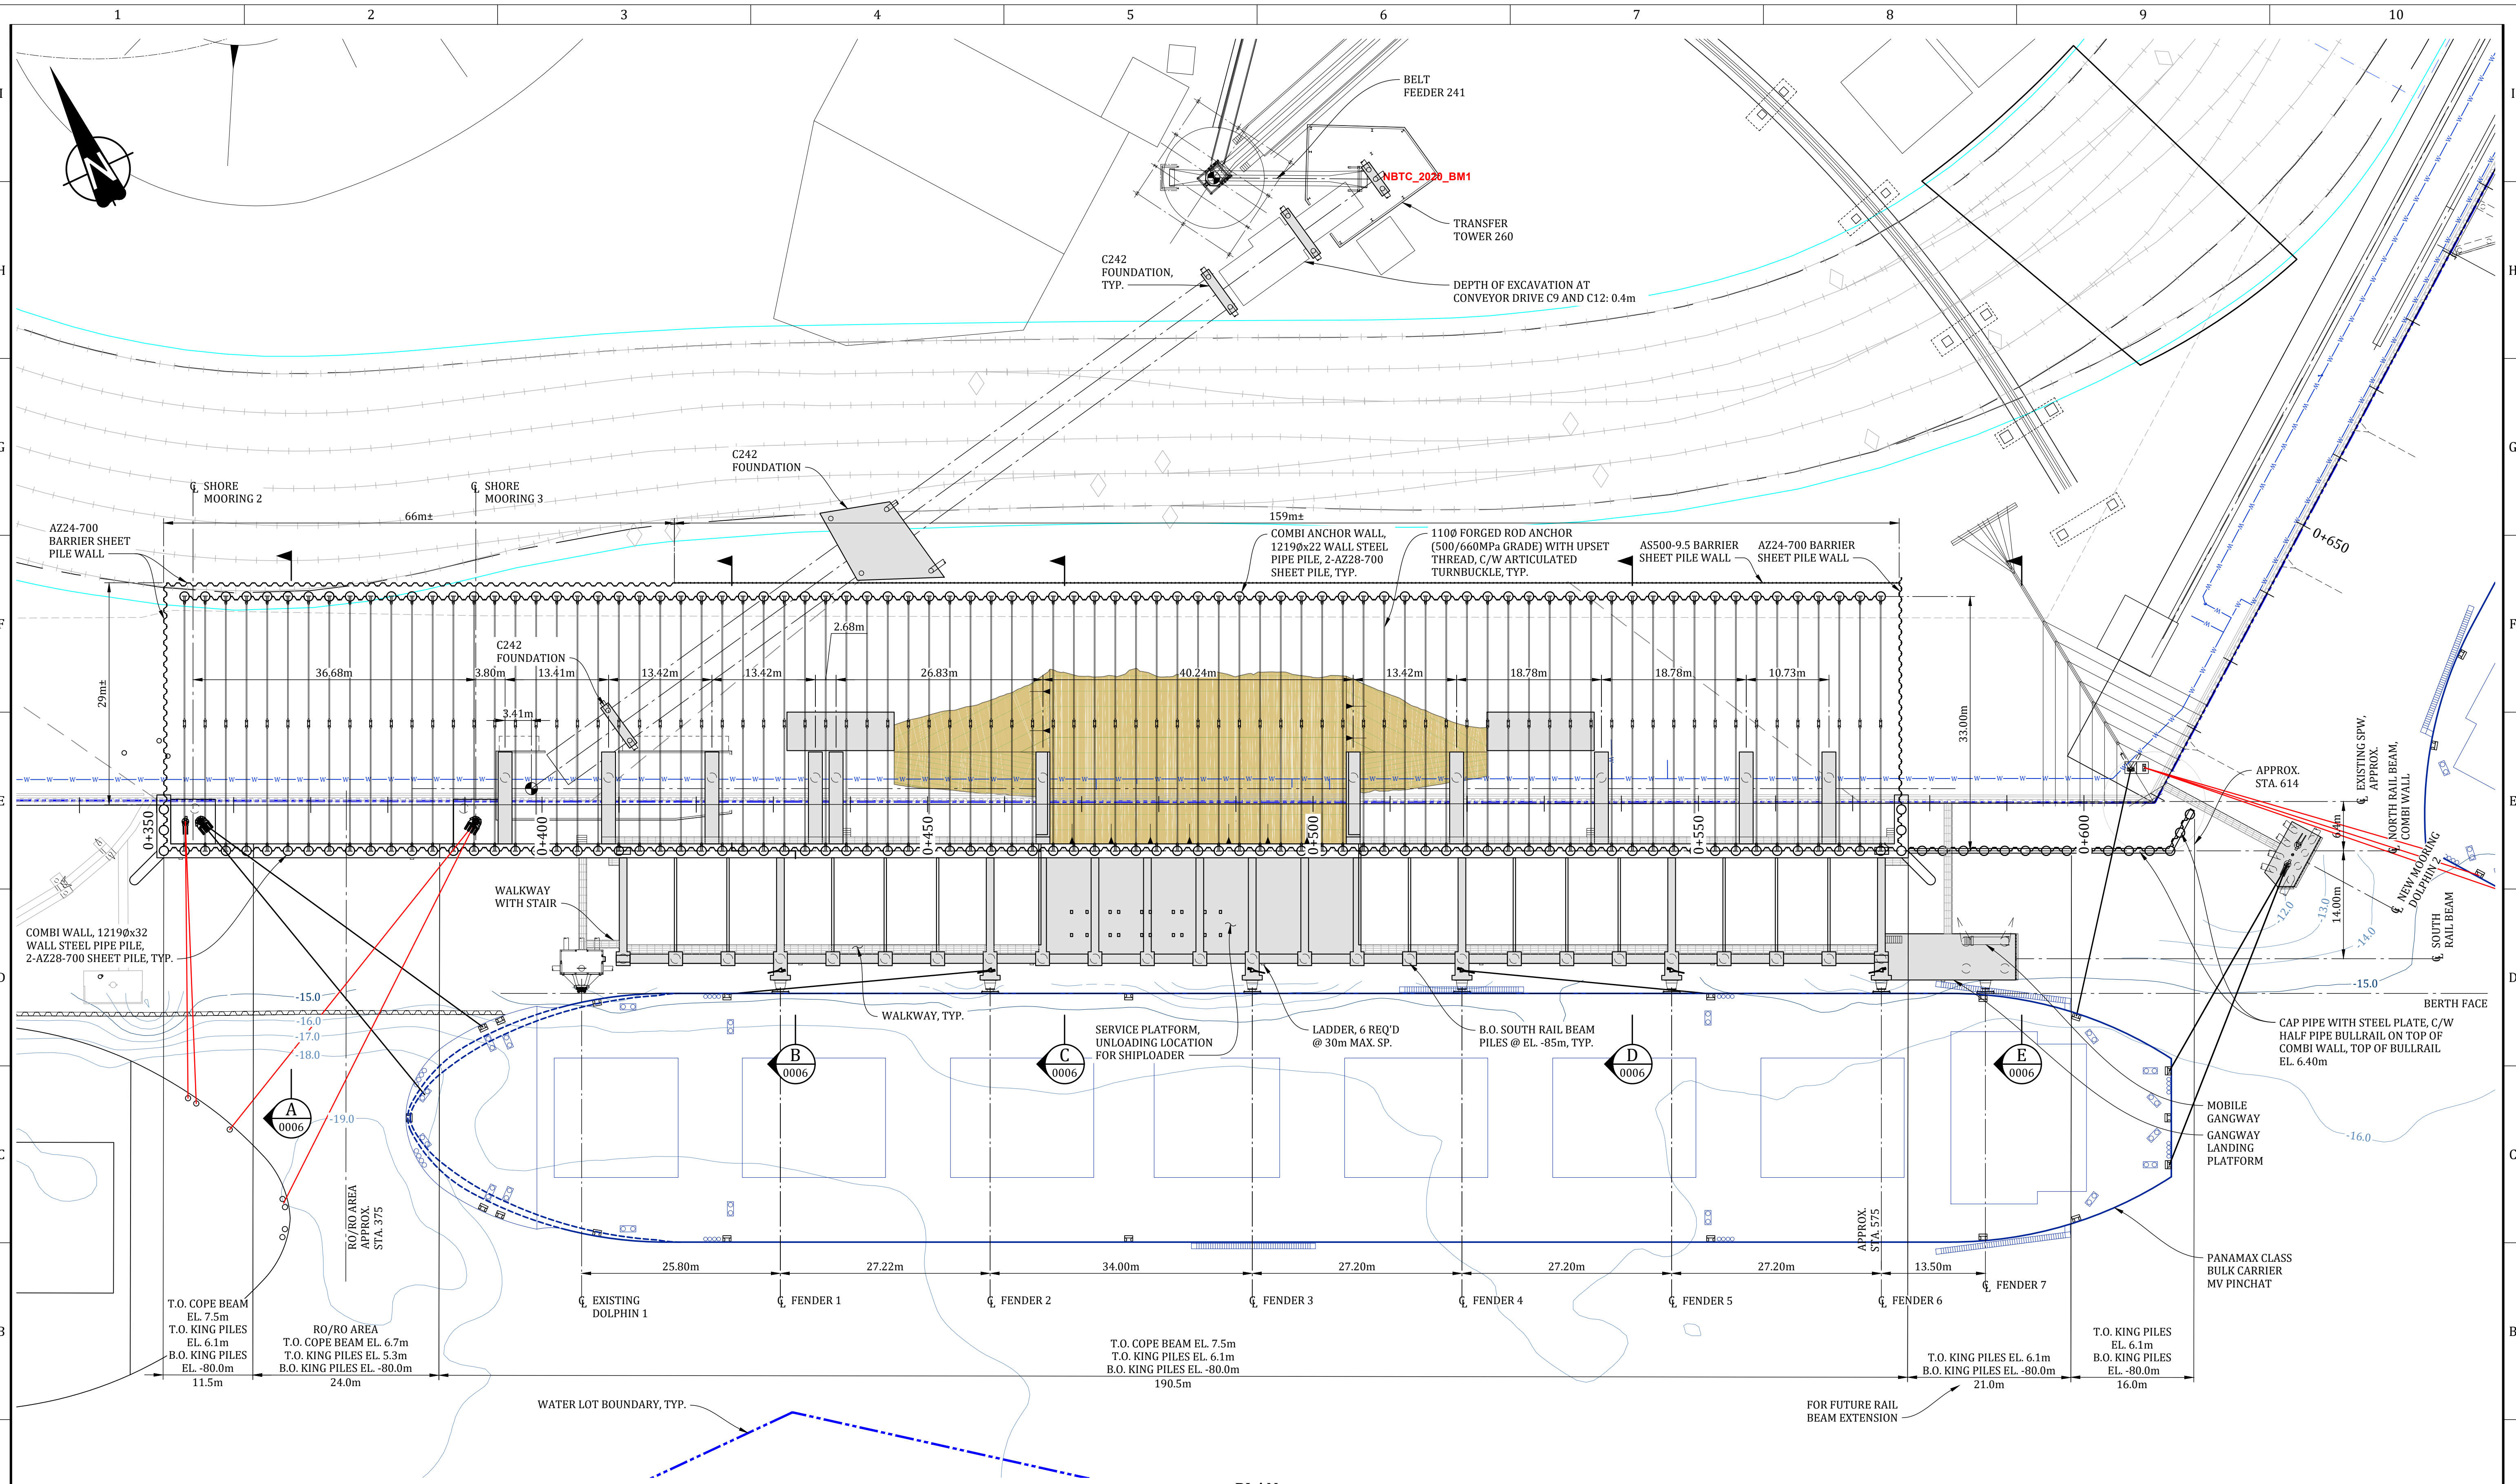 1 2 3 4 5 6 7 8 9 10
I
I
BELT
FEEDER 241
NBTC_2020_BM1
TRANSFER
TOWER 260
H
H
C242
FOUNDATION,
TYP.
DEPTH OF EXCAVATION AT
CONVEYOR DRIVE C9 AND C12: 0.4m
G
G
C242
FOUNDATION
℄ SHORE
MOORING 2
℄ SHORE
MOORING 3
66m±
159m±
AZ24-700
BARRIER SHEET
PILE WALL
COMBI ANCHOR WALL,
1219Øx22 WALL STEEL
PIPE PILE, 2-AZ28-700
SHEET PILE, TYP.
110Ø FORGED ROD ANCHOR
(500/660MPa GRADE) WITH UPSET
THREAD, C/W ARTICULATED
TURNBUCKLE, TYP.
AS500-9.5 BARRIER
SHEET PILE WALL
AZ24-700 BARRIER
SHEET PILE WALL
0+650
F
F
2.68m
C242
FOUNDATION
36.68m
3.80m
13.41m
13.42m
13.42m
26.83m
40.24m
13.42m
18.78m
18.78m
10.73m
29m±
3.41m
33.00m
℄ EXISTING SPW,
APPROX.
APPROX.
STA. 614
E
E
0+350
0+400
0+450
0+500
0+550
0+600
6.4m
℄ NORTH RAIL BEAM,
COMBI WALL
℄ NEW MOORING
DOLPHIN 2
14.00m
℄ SOUTH
RAIL BEAM
WALKWAY
WITH STAIR
COMBI WALL, 1219Øx32
WALL STEEL PIPE PILE,
2-AZ28-700 SHEET PILE, TYP.
-12.0
-13.0
-14.0
-15.0
D
D
-15.0
-16.0
-17.0
-18.0
-19.0
WALKWAY, TYP.
BERTH FACE
SERVICE PLATFORM,
UNLOADING LOCATION
FOR SHIPLOADER
LADDER, 6 REQ'D
@ 30m MAX. SP.
B.O. SOUTH RAIL BEAM
PILES @ EL. -85m, TYP.
CAP PIPE WITH STEEL PLATE, C/W
HALF PIPE BULLRAIL ON TOP OF
COMBI WALL, TOP OF BULLRAIL
EL. 6.40m
A
0006
B
0006
C
0006
D
0006
E
0006
MOBILE
GANGWAY
GANGWAY
LANDING
PLATFORM
-16.0
C
C
RO/RO AREA
APPROX.
STA. 375
APPROX.
STA. 575
PANAMAX CLASS
BULK CARRIER
MV PINCHAT
25.80m
27.22m
34.00m
27.20m
27.20m
27.20m
13.50m
℄ EXISTING
DOLPHIN 1
℄ FENDER 1
℄ FENDER 2
℄ FENDER 3
℄ FENDER 4
℄ FENDER 5
℄ FENDER 6
℄ FENDER 7
B
B
T.O. COPE BEAM
EL. 7.5m
T.O. KING PILES
EL. 6.1m
B.O. KING PILES
EL. -80.0m
11.5m
RO/RO AREA
T.O. COPE BEAM EL. 6.7m
T.O. KING PILES EL. 5.3m
B.O. KING PILES EL. -80.0m
24.0m
T.O. COPE BEAM EL. 7.5m
T.O. KING PILES EL. 6.1m
B.O. KING PILES EL. -80.0m
190.5m
T.O. KING PILES EL. 6.1m
B.O. KING PILES EL. -80.0m
21.0m
T.O. KING PILES
EL. 6.1m
B.O. KING PILES
EL. -80.0m
16.0m
WATER LOT BOUNDARY, TYP.
FOR FUTURE RAIL
BEAM EXTENSION